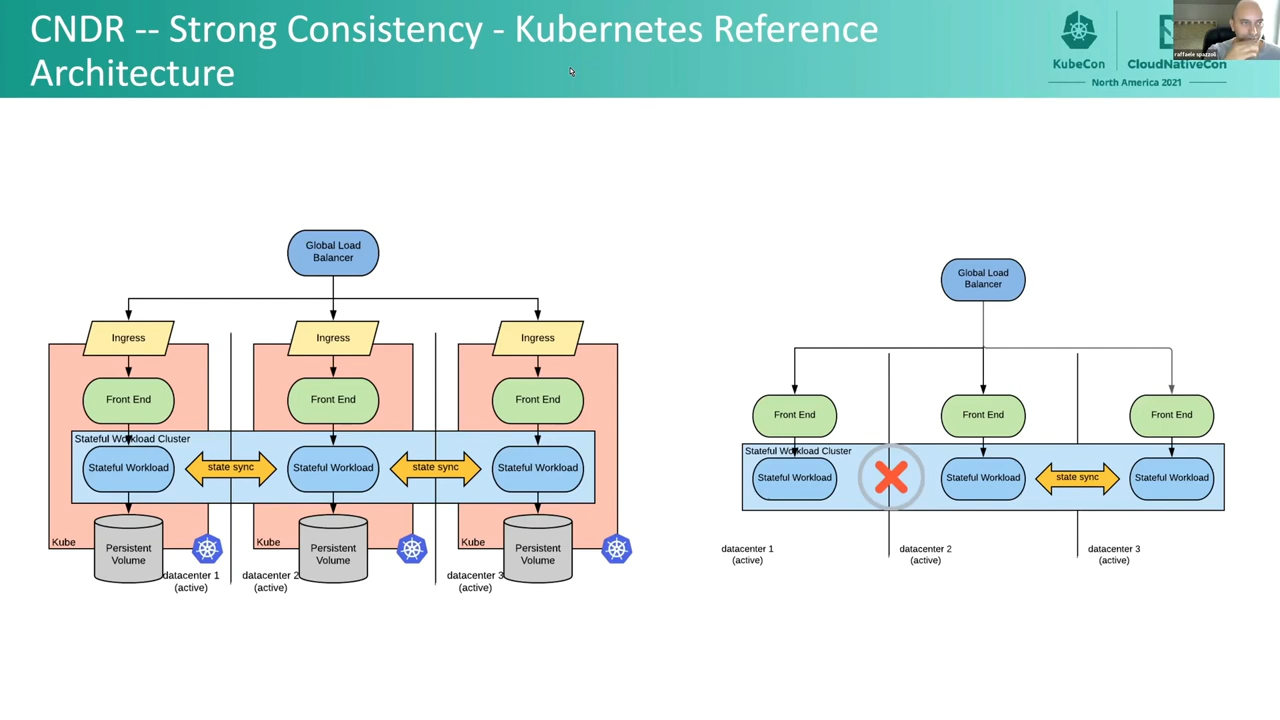 CNDR -- Strong Consistency - Kubernetes Reference
Architecture
KubeCon
CloudNativeCon
North America 2021
raffaele spazzoli
Global Load
Balancer
Ingress
Ingress
Ingress
Front End
Front End
Front End
Stateful Workload Cluster
Stateful Workload
state sync
Stateful Workload
state sync
Stateful Workload
Kube
Persistent
Volume
Kube
Persistent
Volume
Kube
Persistent
Volume
datacenter 1
(active)
datacenter 2
(active)
datacenter 3
(active)
Global Load
Balancer
Front End
Front End
Front End
Stateful Workload Cluster
Stateful Workload
Stateful Workload
state sync
Stateful Workload
datacenter 1
(active)
datacenter 2
(active)
datacenter 3
(active)